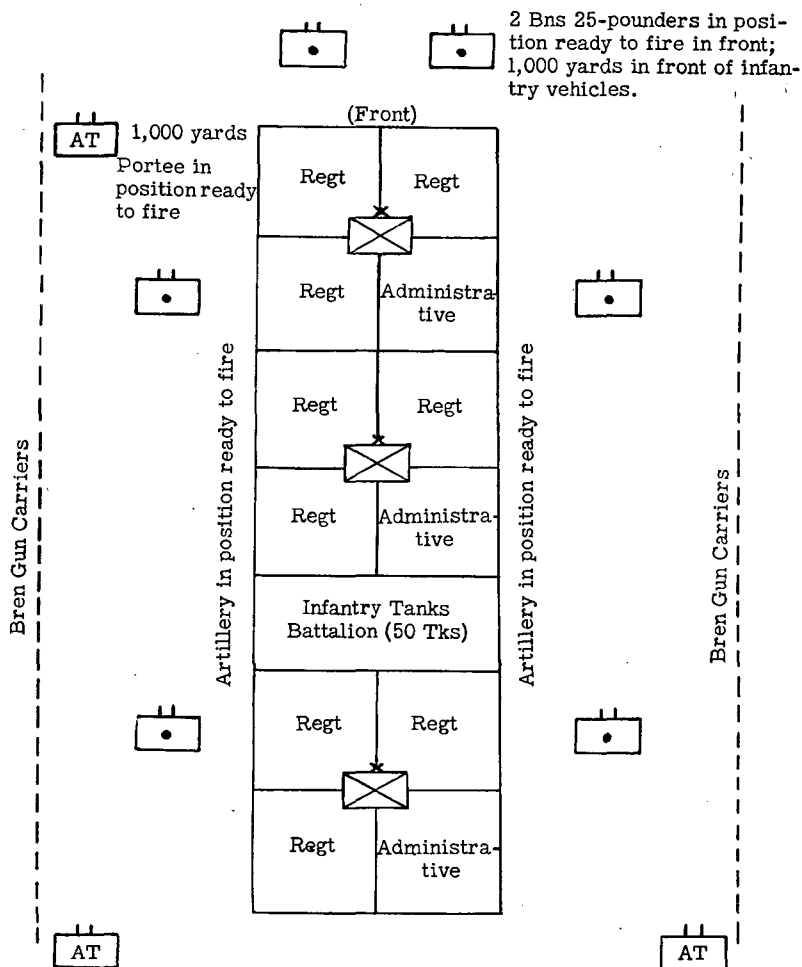 2 Bns 25-pounders in posi-
tion ready to fire in front;
1,000 yards in front of infan-
try vehicles.
(Front)
AT
1,000 yards
Portee in
position ready
to fire
Regt
Regt
Regt
Administra-
tive
Regt
Regt
Regt
Administra-
tive
Infantry Tanks
Battalion (50 Tks)
Regt
Regt
Regt
Administra-
tive
Bren Gun Carriers
Artillery in position ready to fire
Artillery in position ready to fire
Bren Gun Carriers
AT
AT